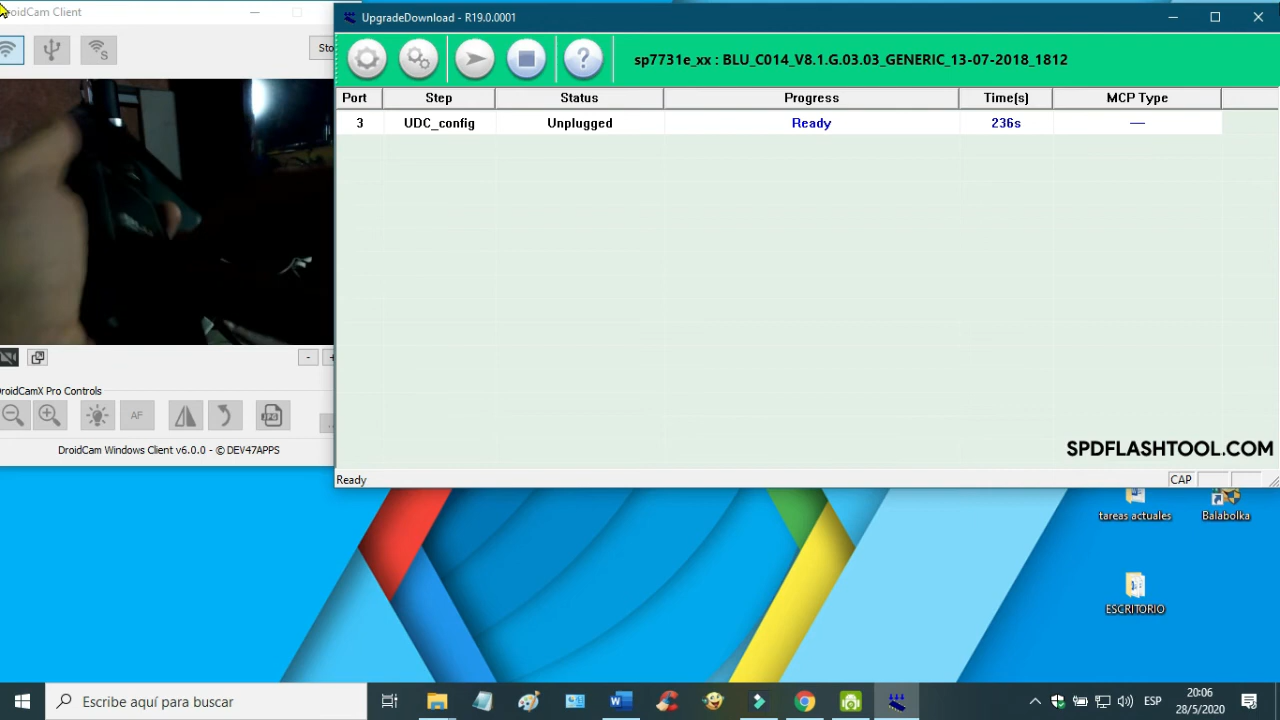 DroidCam Client
Sto
- +
DroidCamX Pro Controls
AF
JPG
...
DroidCam Windows Client v6.0.0 - © DEV47APPS
UpgradeDownload - R19.0.0001
sp7731e_xx : BLU_C014_V8.1.G.03.03_GENERIC_13-07-2018_1812
Port Step Status Progress Time(s) MCP Type
3 UDC_config Unplugged Ready 236s —
SPDFLASHTOOL.COM
Ready CAP
tareas actuales
Balabolka
ESCRITORIO
Escribe aquí para buscar
ESP
20:06
28/5/2020